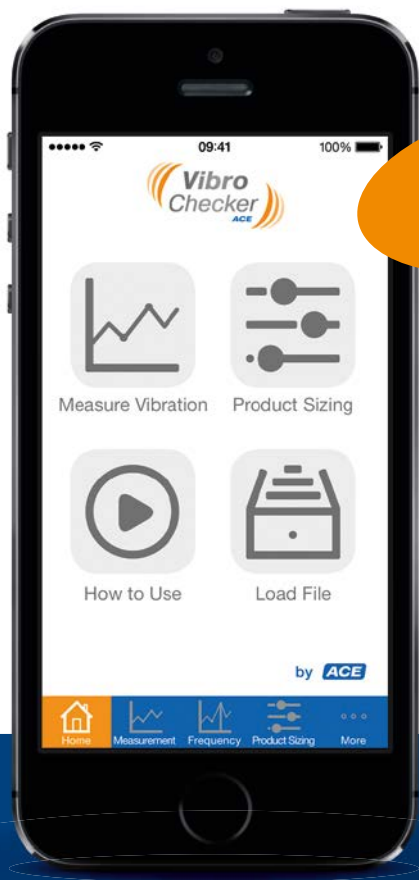 09:41 100%
Vibro
Checker
ACE
Measure Vibration Product Sizing
How to Use Load File
by ACE
Home Measurement Frequency Product Sizing More